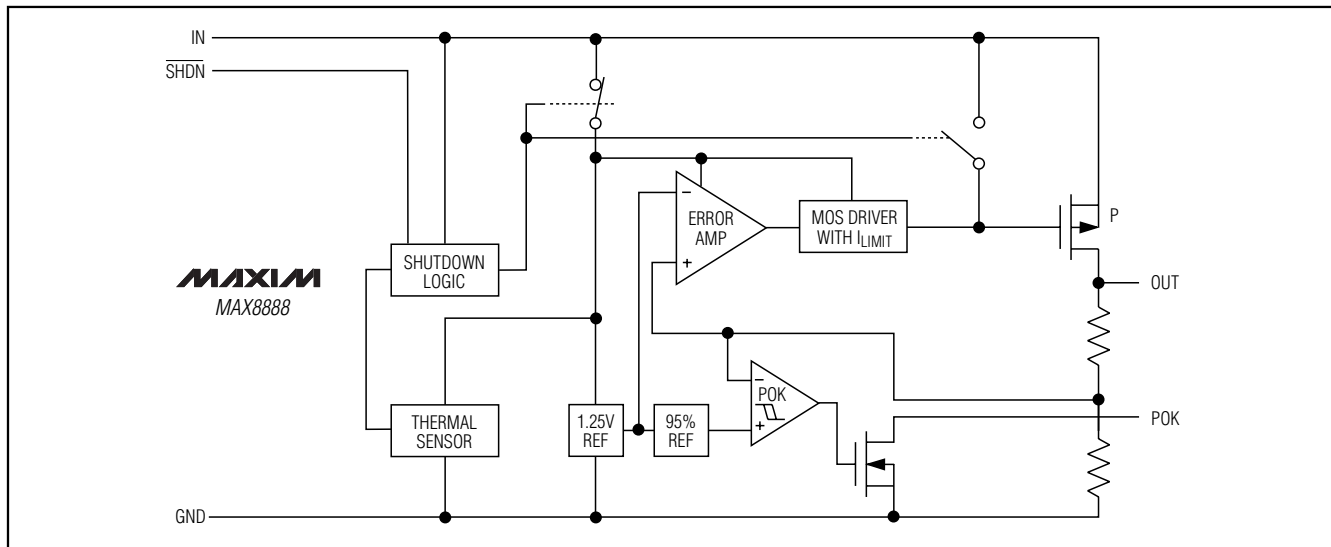 IN
SHDN
P
−
ERROR
AMP
+
MOS DRIVER
WITH ILIMIT
SHUTDOWN
LOGIC
MAXIM
MAX8888
OUT
−
POK
+
THERMAL
SENSOR
1.25V
REF
95%
REF
POK
GND